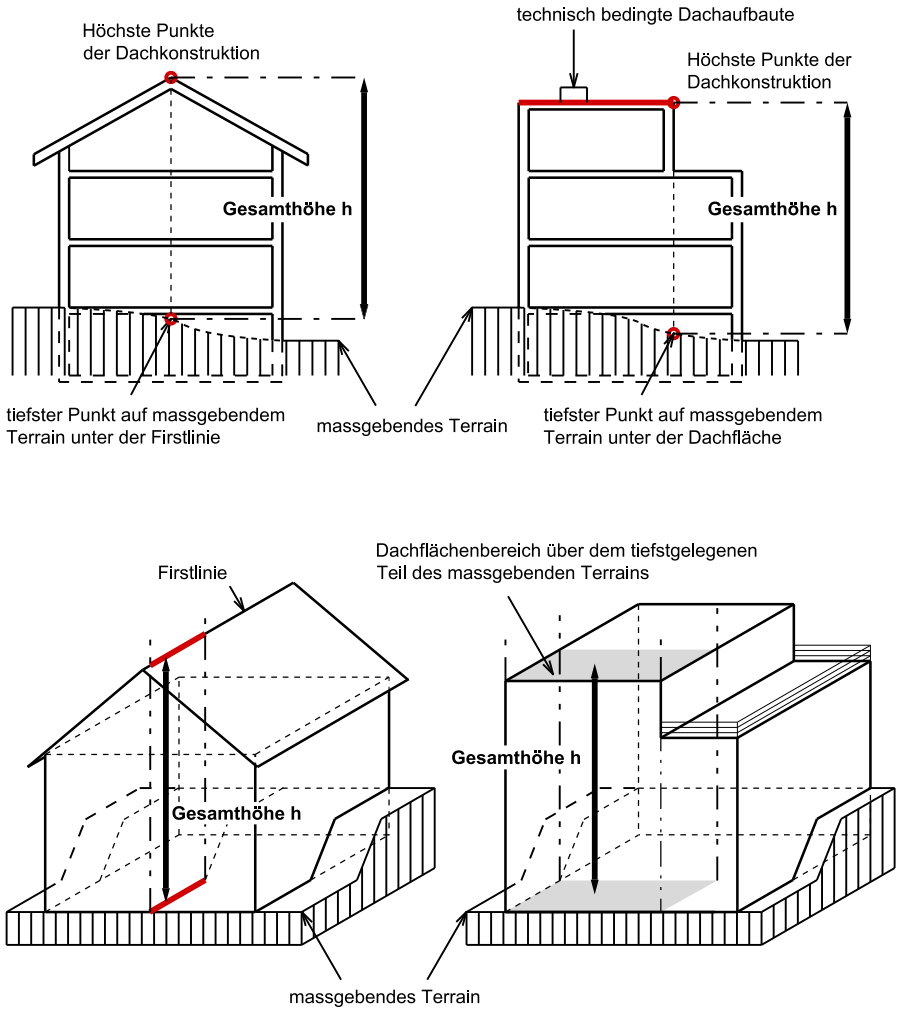 technisch bedingte Dachaufbaute
Höchste Punkte
der Dachkonstruktion
Höchste Punkte der
Dachkonstruktion
Gesamthöhe h
Gesamthöhe h
tiefster Punkt auf massgebendem
Terrain unter der Firstlinie
massgebendes Terrain
tiefster Punkt auf massgebendem
Terrain unter der Dachfläche
Firstlinie
Dachflächenbereich über dem tiefstgelegenen
Teil des massgebenden Terrains
Gesamthöhe h
Gesamthöhe h
massgebendes Terrain